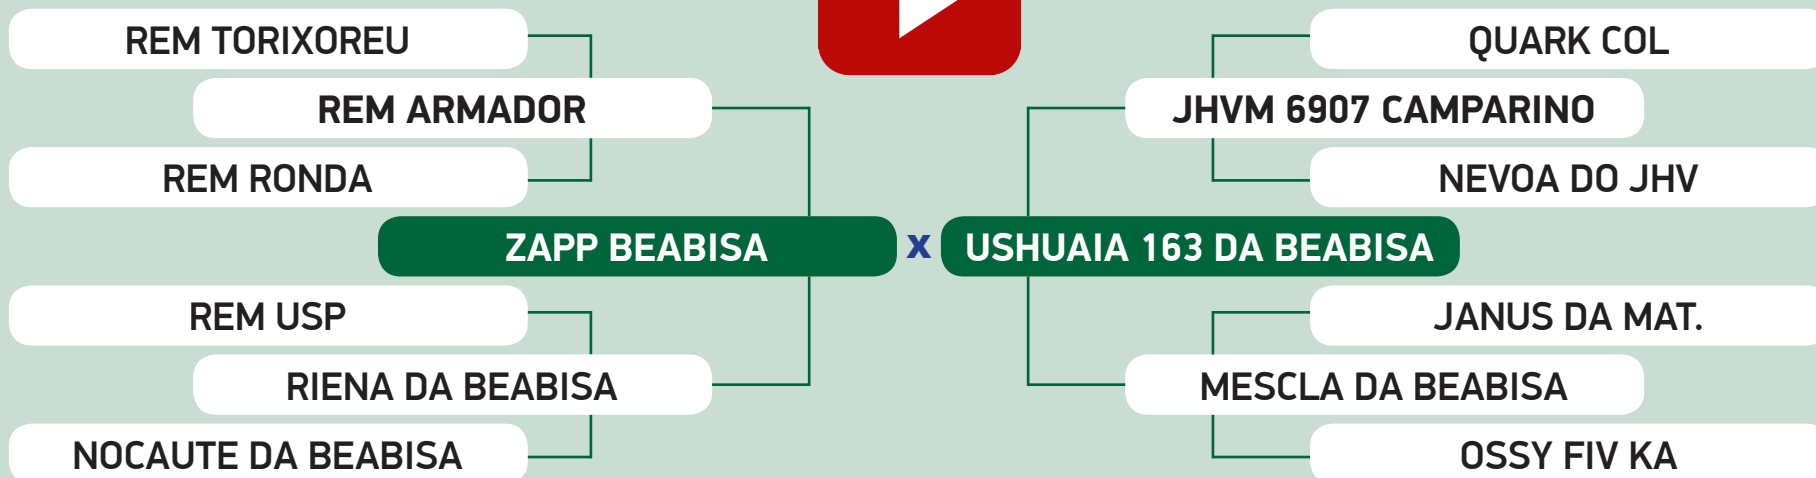 REM TORIXOREU
REM ARMADOR
REM RONDA
ZAPP BEABISA
REM USP
RIENA DA BEABISA
NOCAUTE DA BEABISA
X
QUARK COL
JHVM 6907 CAMPARINO
NEVOA DO JHV
USHUAIA 163 DA BEABISA
JANUS DA MAT.
MESCLA DA BEABISA
OSSY FIV KA